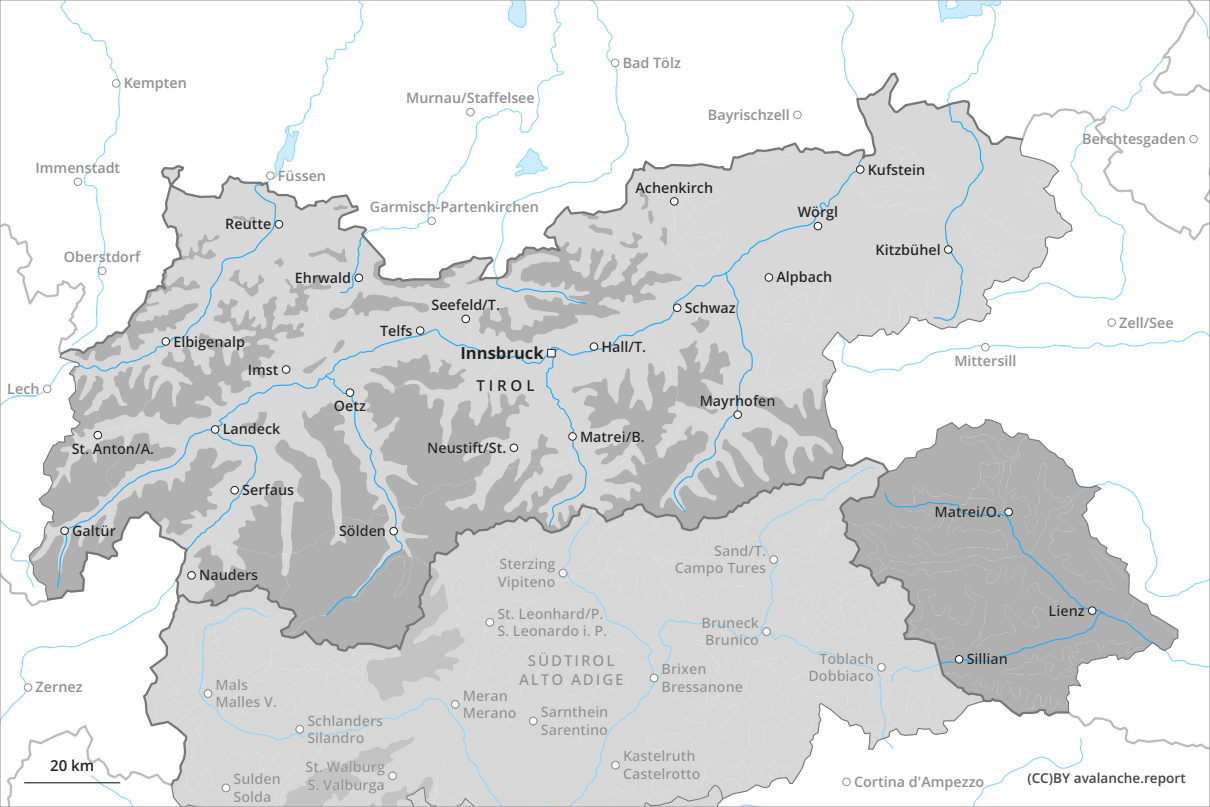 Kempten
Bad Tölz
Murnau/Staffelsee
Bayrischzell
Berchtesgaden
Immenstadt
Füssen
Kufstein
Achenkirch
Garmisch-Partenkirchen
Wörgl
Reutte
Kitzbühel
Oberstdorf
Ehrwald
Alpbach
Seefeld/T.
Schwaz
Zell/See
Telfs
Elbigenalp
Innsbruck
Hall/T.
Mittersill
Imst
TIROL
Lech
Oetz
Mayrhofen
Landeck
Matrei/B.
St. Anton/A.
Neustift/St.
Serfaus
Matrei/O.
Galtür
Sölden
Sand/T.
Campo Tures
Sterzing
Vipiteno
Nauders
Lienz
St. Leonhard/P.
S. Leonardo i. P.
Bruneck
Brunico
SÜDTIROL
ALTO ADIGE
Toblach
Dobbiaco
Sillian
Brixen
Bressanone
Zernez
Mals
Malles V.
Meran
Merano
Sarnthein
Sarentino
Schlanders
Silandro
Kastelruth
Castelrotto
St. Walburg
S. Valburga
20 km
Sulden
Solda
Cortina d'Ampezzo
(CC)BY avalanche.report